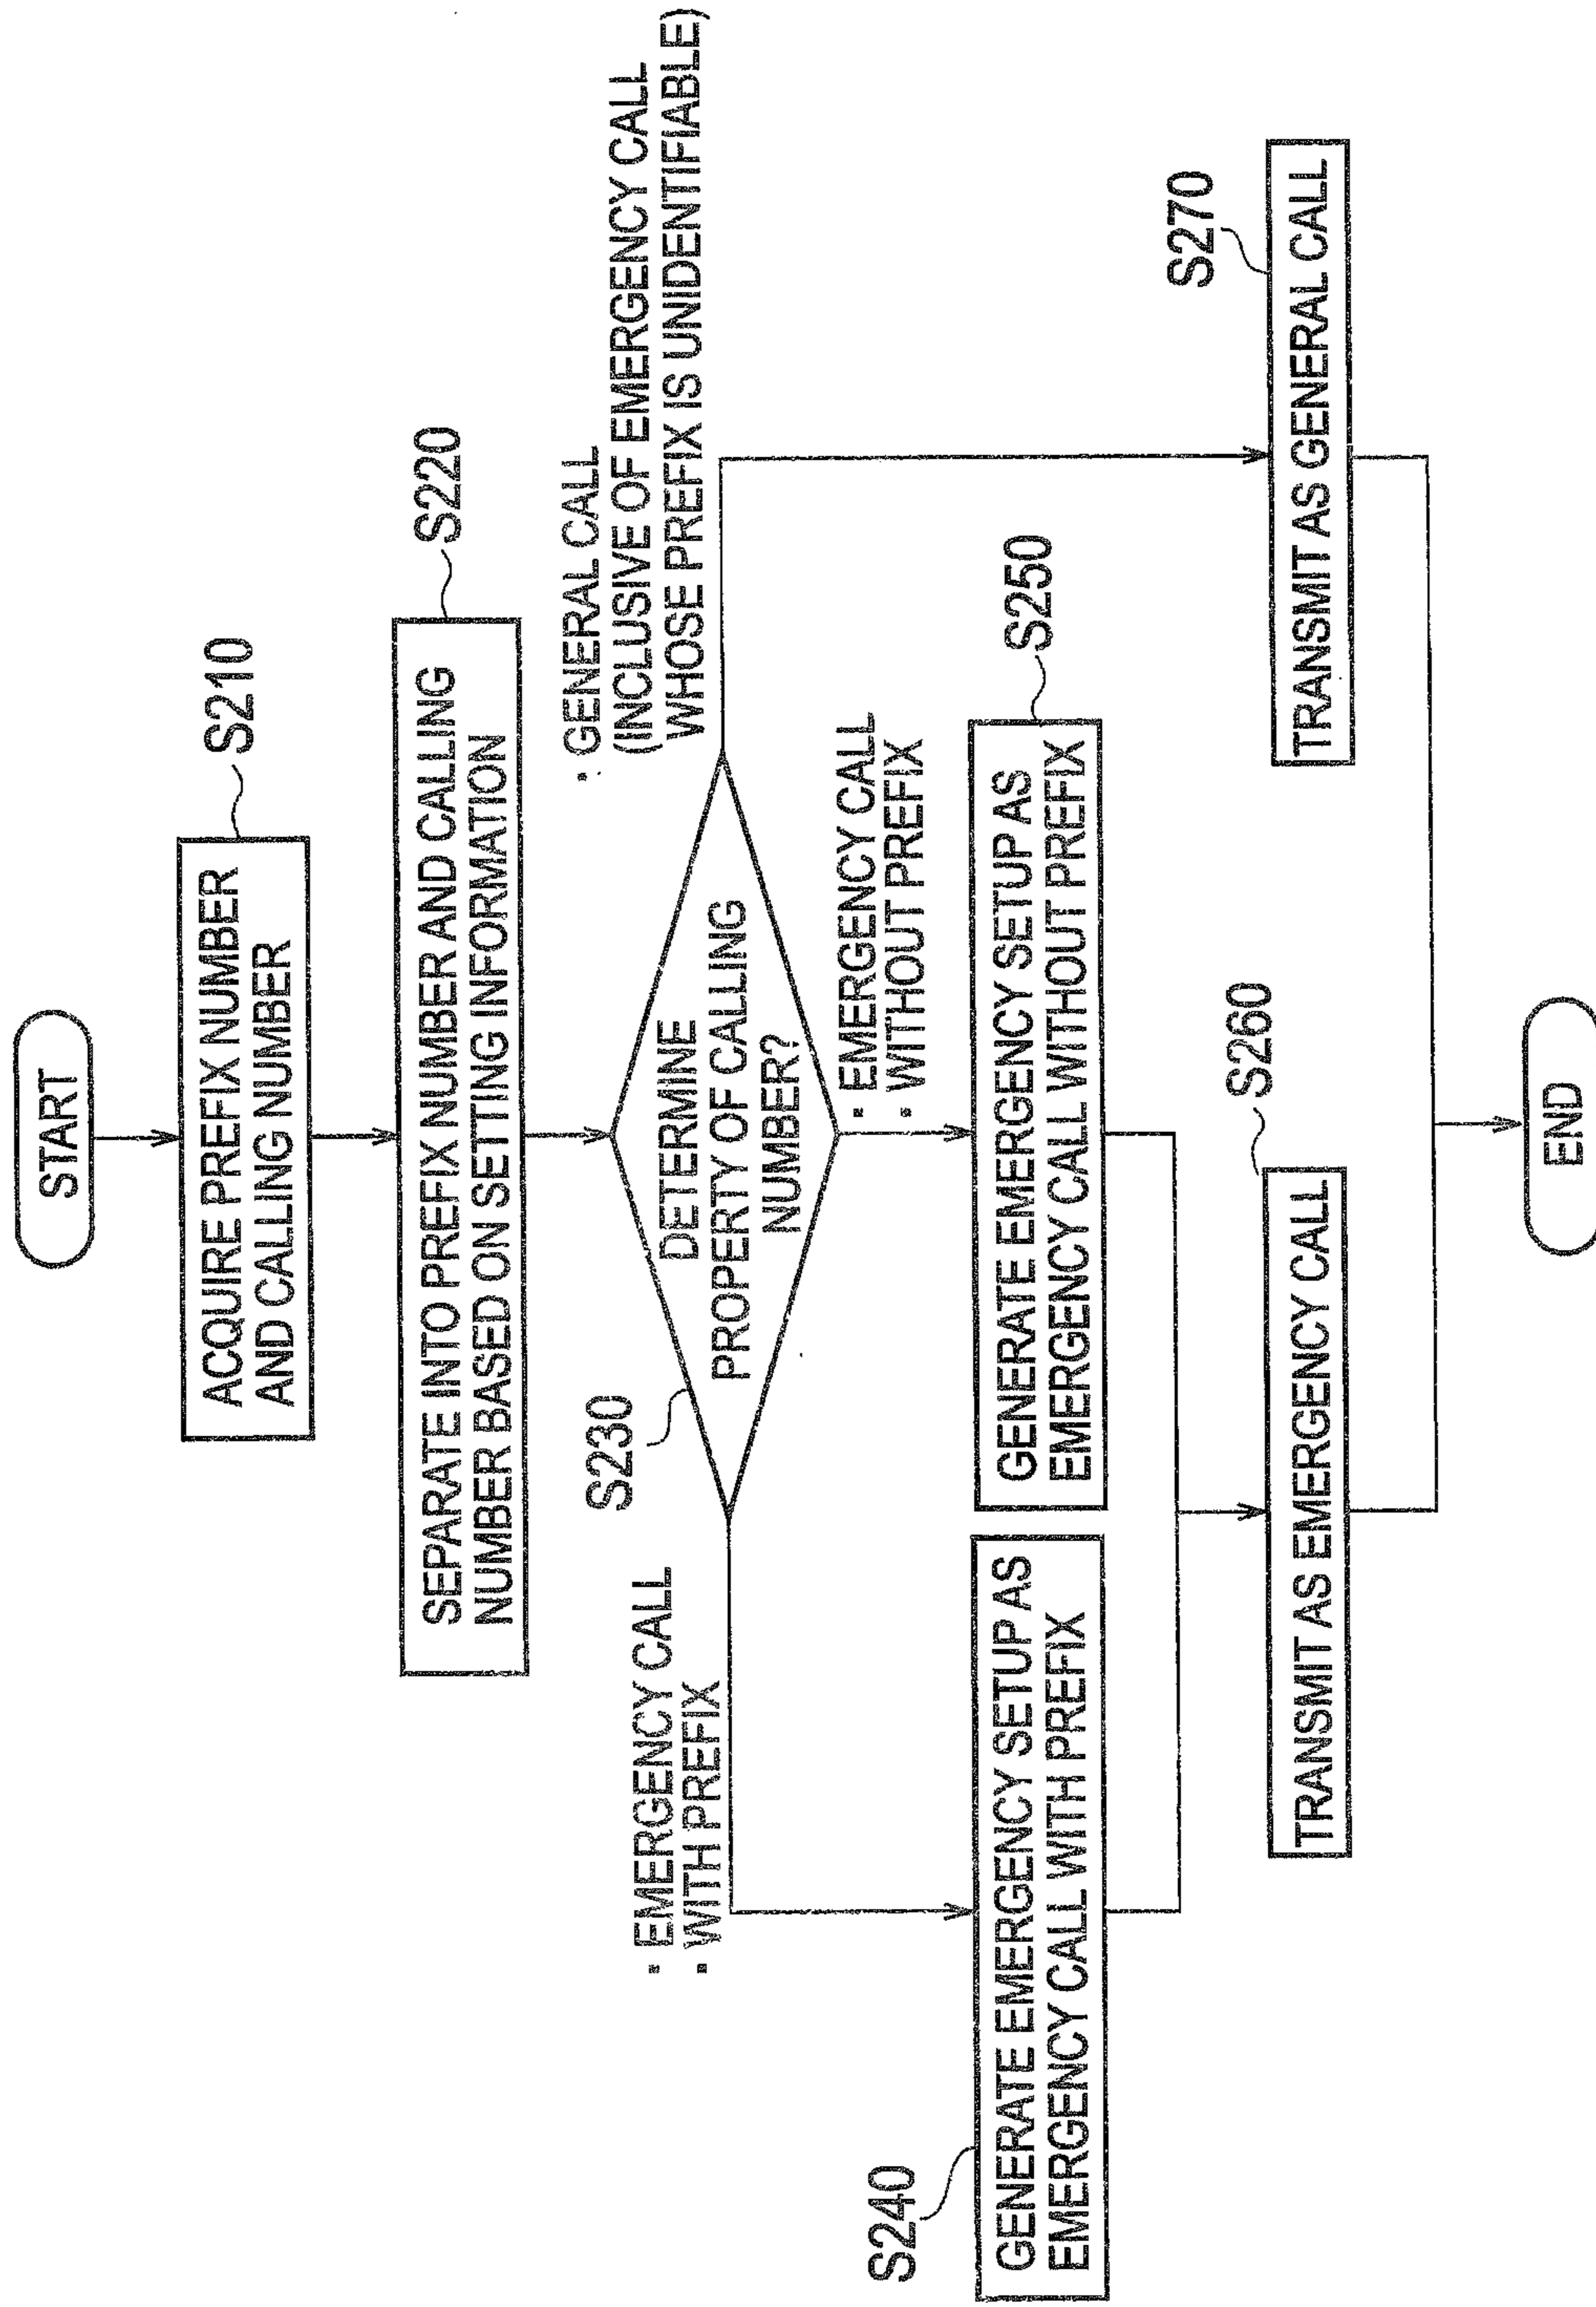 START
S210
ACQUIRE PREFIX NUMBER
AND CALLING NUMBER
S220
SEPARATE INTO PREFIX NUMBER AND CALLING
NUMBER BASED ON SETTING INFORMATION
S230
DETERMINE
PROPERTY OF CALLING
NUMBER?
· GENERAL CALL
(INCLUSIVE OF EMERGENCY CALL
WHOSE PREFIX IS UNIDENTIFIABLE)
· EMERGENCY CALL
· WITH PREFIX
· EMERGENCY CALL
· WITHOUT PREFIX
S240
GENERATE EMERGENCY SETUP AS
EMERGENCY CALL WITH PREFIX
S250
GENERATE EMERGENCY SETUP AS
EMERGENCY CALL WITHOUT PREFIX
S260
TRANSMIT AS EMERGENCY CALL
S270
TRANSMIT AS GENERAL CALL
END